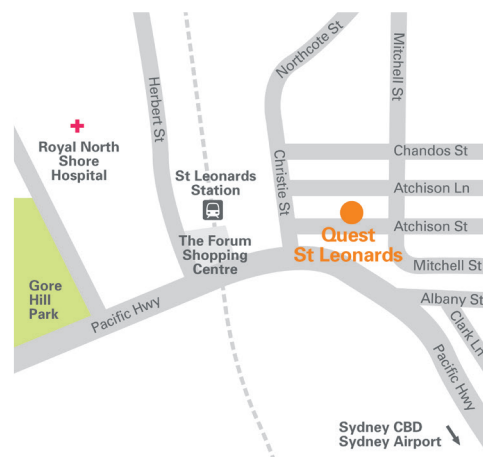 Northcote St
Mitchell St
Herbert St
Royal North
Shore
Hospital
St Leonards
Station
Christie St
Chandos St
Atchison Ln
Atchison St
Quest
St Leonards
The Forum
Shopping
Centre
Mitchell St
Gore
Hill
Park
Pacific Hwy
Albany St
Clark Ln
Pacific Hwy
Sydney CBD
Sydney Airport